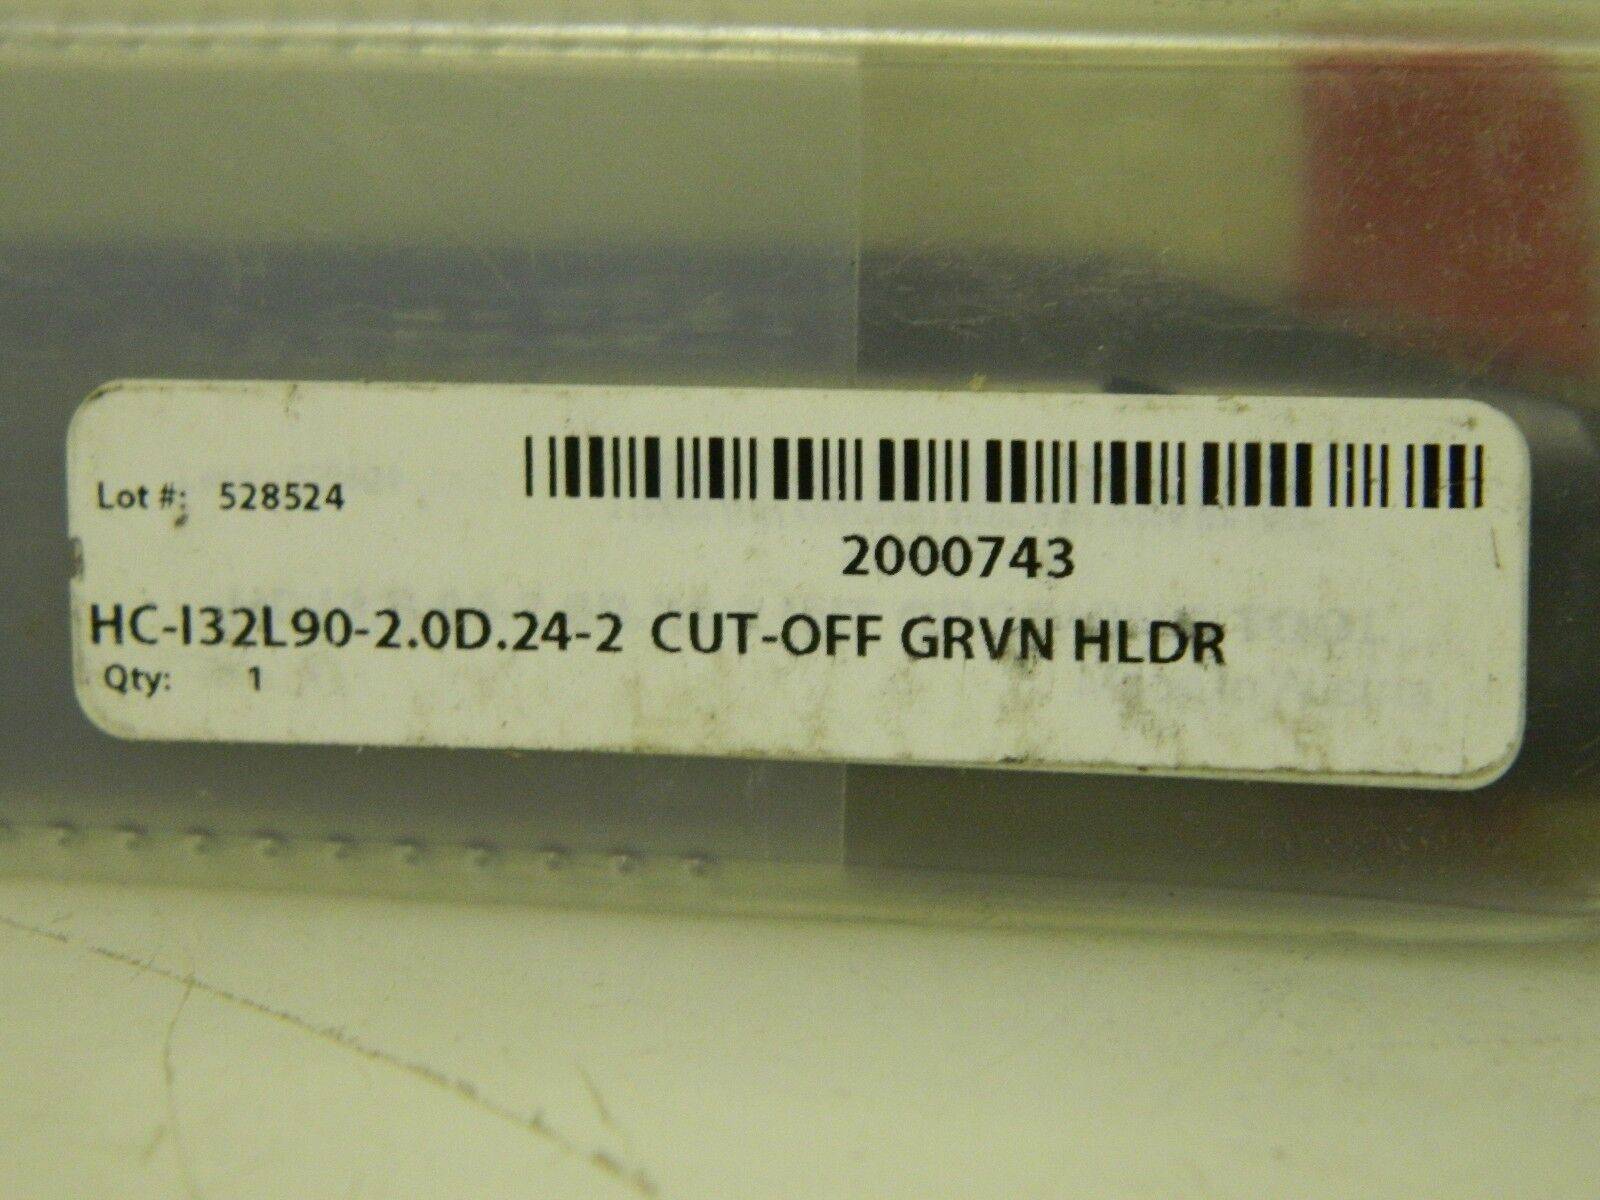 Lot #: 528524
2000743
HC-I32L90-2.0D.24-2 CUT-OFF GRVN HLDR
Qty: 1